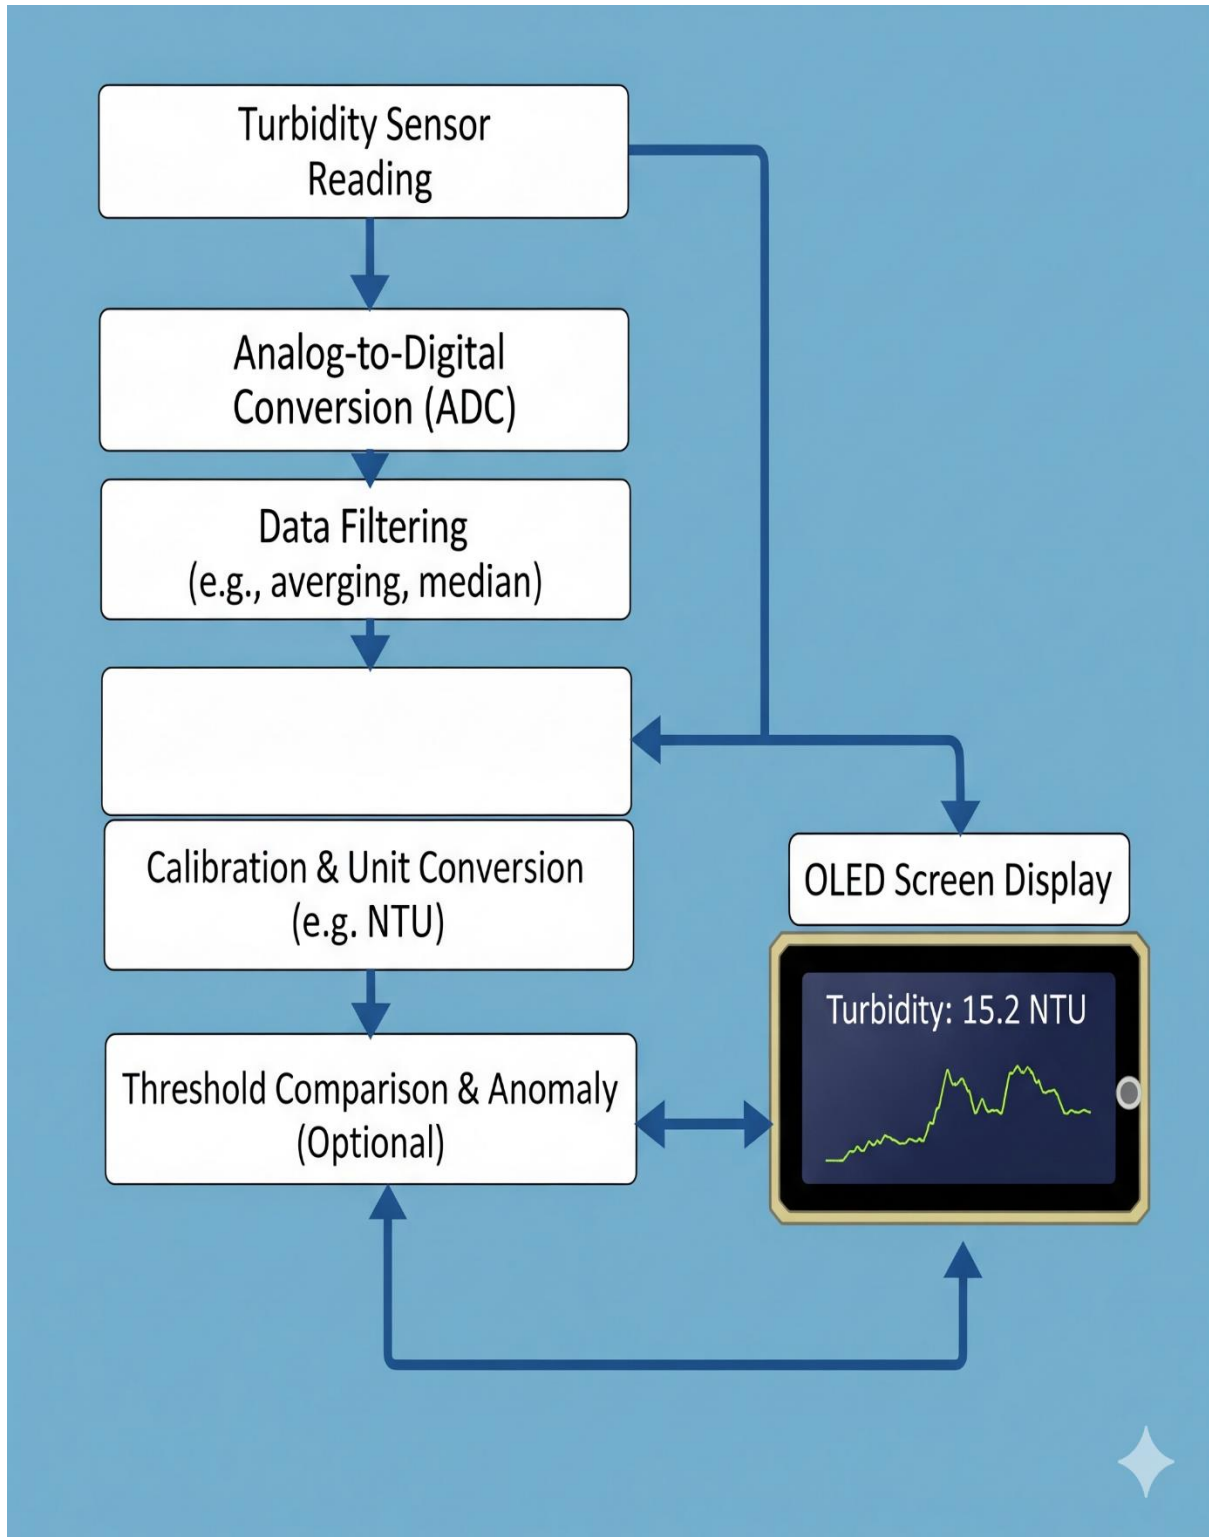 Turbidity Sensor
Reading
Analog-to-Digital
Conversion (ADC)
Data Filtering
(e.g., averging, median)
Calibration & Unit Conversion
(e.g. NTU)
OLED Screen Display
Turbidity: 15.2 NTU
Threshold Comparison & Anomaly
(Optional)